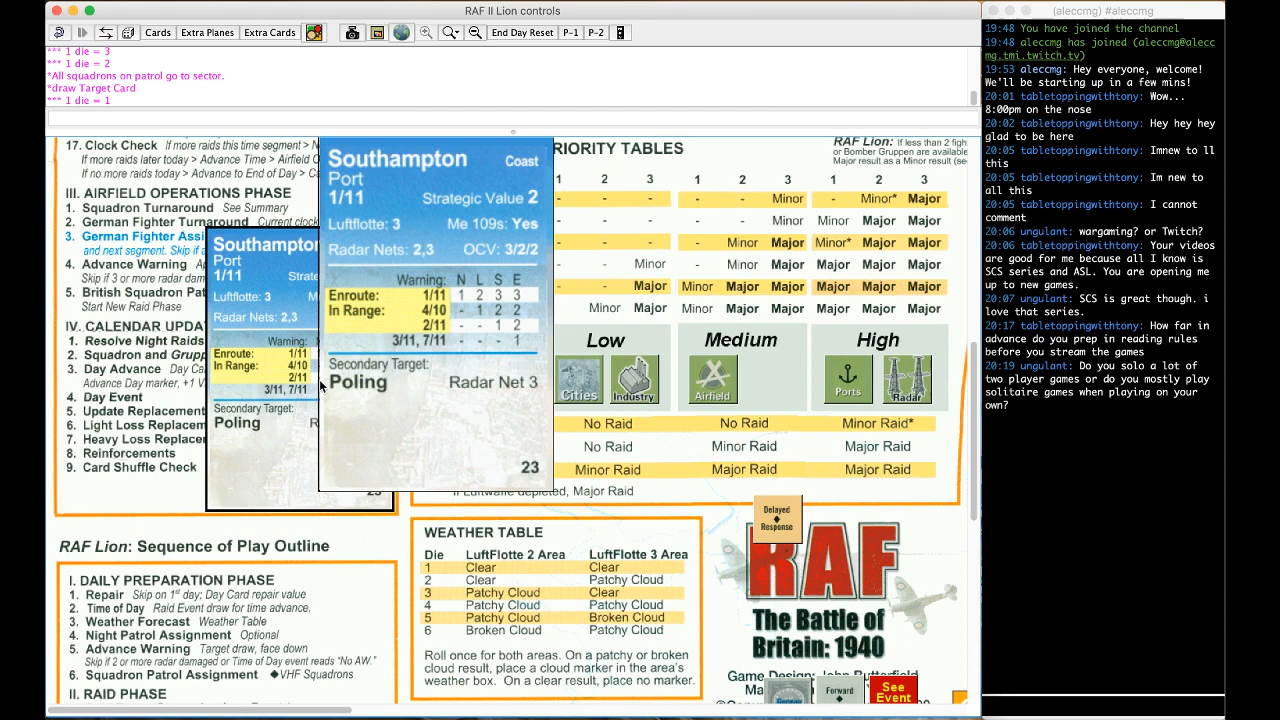 RAF II Lion controls
Cards
Extra Planes
Extra Cards
End Day Reset
P-1
P-2
*** 1 die = 3
*** 1 die = 2
*All squadrons on patrol go to sector.
*draw Target Card
*** 1 die = 1
17. Clock Check If more raids this time segment > N
If more raids later today > Advance Time > Airfield O
If no more raids today > Advance to End of Day > Ca
III. AIRFIELD OPERATIONS PHASE
1. Squadron Turnaround See Summary
2. German Fighter Turnaround Current clock
3. German Fighter Assi
and next segment. Skip if a
4. Advance Warning
Skip if 3 or more radar dam
5. British Squadron Pat
Start New Raid Phase
IV. CALENDAR UPDA
1. Resolve Night Raids
2. Squadron and Grupp
3. Day Advance Day Ca
Advance Day marker, +1 V
4. Day Event
5. Update Replacement
6. Light Loss Replacem
7. Heavy Loss Replacer
8. Reinforcements
9. Card Shuffle Check
Southampton
Port
1/11
Strate
Luftflotte: 3
Radar Nets: 2,3
Warning:
Enroute: 1/11
In Range: 4/10
2/11
3/11, 7/11
Secondary Target:
Poling
23
Southampton Coast
Port
1/11 Strategic Value 2
Luftflotte: 3 Me 109s: Yes
Radar Nets: 2,3 OCV: 3/2/2
Warning: N L S E
Enroute: 1/11 1 2 3 3
In Range: 4/10 - 1 2 2
2/11 - - 1 2
3/11, 7/11 - - - 1
Secondary Target:
Poling Radar Net 3
23
RIORITY TABLES
RAF Lion: If less than 2 figh
or Bomber Gruppen are availab
Major result as a Minor result (se
1 2 3 1 2 3 1 2 3
- - - - - Minor - Minor* Major
- - - Minor Minor Major Major
- - - - Minor Major Minor* Major Major
- - Minor - Minor Major Major Major Major
- - Major Minor Major Major Major Major Major
Minor Major Minor Major Major Major Major Major
Low Medium High
Cities Industry Airfield Ports Radar
No Raid No Raid Minor Raid*
No Raid Minor Raid Major Raid
Minor Raid Major Raid Major Raid
If Luftwaffe depleted, Major Raid
Delayed
Response
RAF Lion: Sequence of Play Outline
I. DAILY PREPARATION PHASE
1. Repair Skip on 1st day; Day Card repair value
2. Time of Day Raid Event draw for time advance.
3. Weather Forecast Weather Table
4. Night Patrol Assignment Optional
5. Advance Warning Target draw, face down
Skip if 2 or more radar damaged or Time of Day event reads "No AW."
6. Squadron Patrol Assignment ◆VHF Squadrons
II. RAID PHASE
WEATHER TABLE
Die LuftFlotte 2 Area LuftFlotte 3 Area
1 Clear Clear
2 Clear Patchy Cloud
3 Patchy Cloud Clear
4 Patchy Cloud Patchy Cloud
5 Patchy Cloud Broken Cloud
6 Broken Cloud Patchy Cloud
Roll once for both areas. On a patchy or broken
cloud result, place a cloud marker in the area's
weather box. On a clear result, place no marker.
RAF
The Battle of
Britain: 1940
Game Design: John Butterfield
Forward
See
Event
(aleccmg) #aleccmg
19:48 You have joined the channel
19:48 aleccmg has joined (aleccmg@alecc
mg.tmi.twitch.tv)
19:53 aleccmg: Hey everyone, welcome!
We'll be starting up in a few mins!
20:01 tabletoppingwithtony: Wow...
8:00pm on the nose
20:02 tabletoppingwithtony: Hey hey hey
glad to be here
20:05 tabletoppingwithtony: Imnew to ll
this
20:05 tabletoppingwithtony: Im new to
all this
20:05 tabletoppingwithtony: I cannot
comment
20:06 ungulant: wargaming? or Twitch?
20:06 tabletoppingwithtony: Your videos
are good for me because all I know is
SCS series and ASL. You are opening me
up to new games.
20:07 ungulant: SCS is great though. i
love that series.
20:17 tabletoppingwithtony: How far in
advance do you prep in reading rules
before you stream the games
20:19 ungulant: Do you solo a lot of
two player games or do you mostly play
solitaire games when playing on your
own?